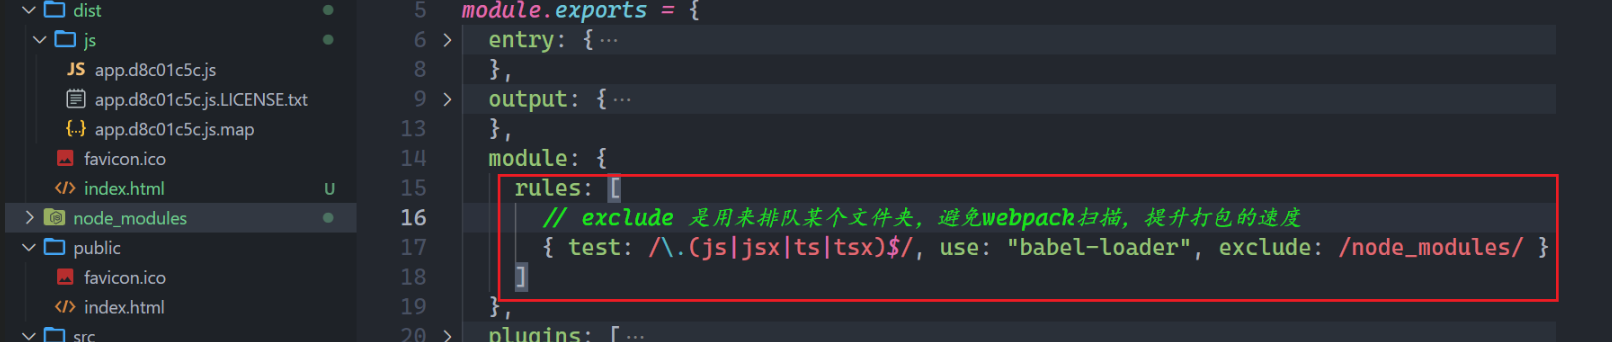 dist
js
JS app.d8c01c5c.js
app.d8c01c5c.js.LICENSE.txt
{..} app.d8c01c5c.js.map
favicon.ico
</> index.html U
node_modules
public
favicon.ico
</> index.html
src
5 module.exports = {
6 entry: {···
8 },
9 output: {···
13 },
14 module: {
15 rules: [
16 // exclude 是用来排队某个文件夹，避免webpack扫描，提升打包的速度
17 { test: /\.(js|jsx|ts|tsx)$/, use: "babel-loader", exclude: /node_modules/ }
18 ]
19 },
20 plugins: [···